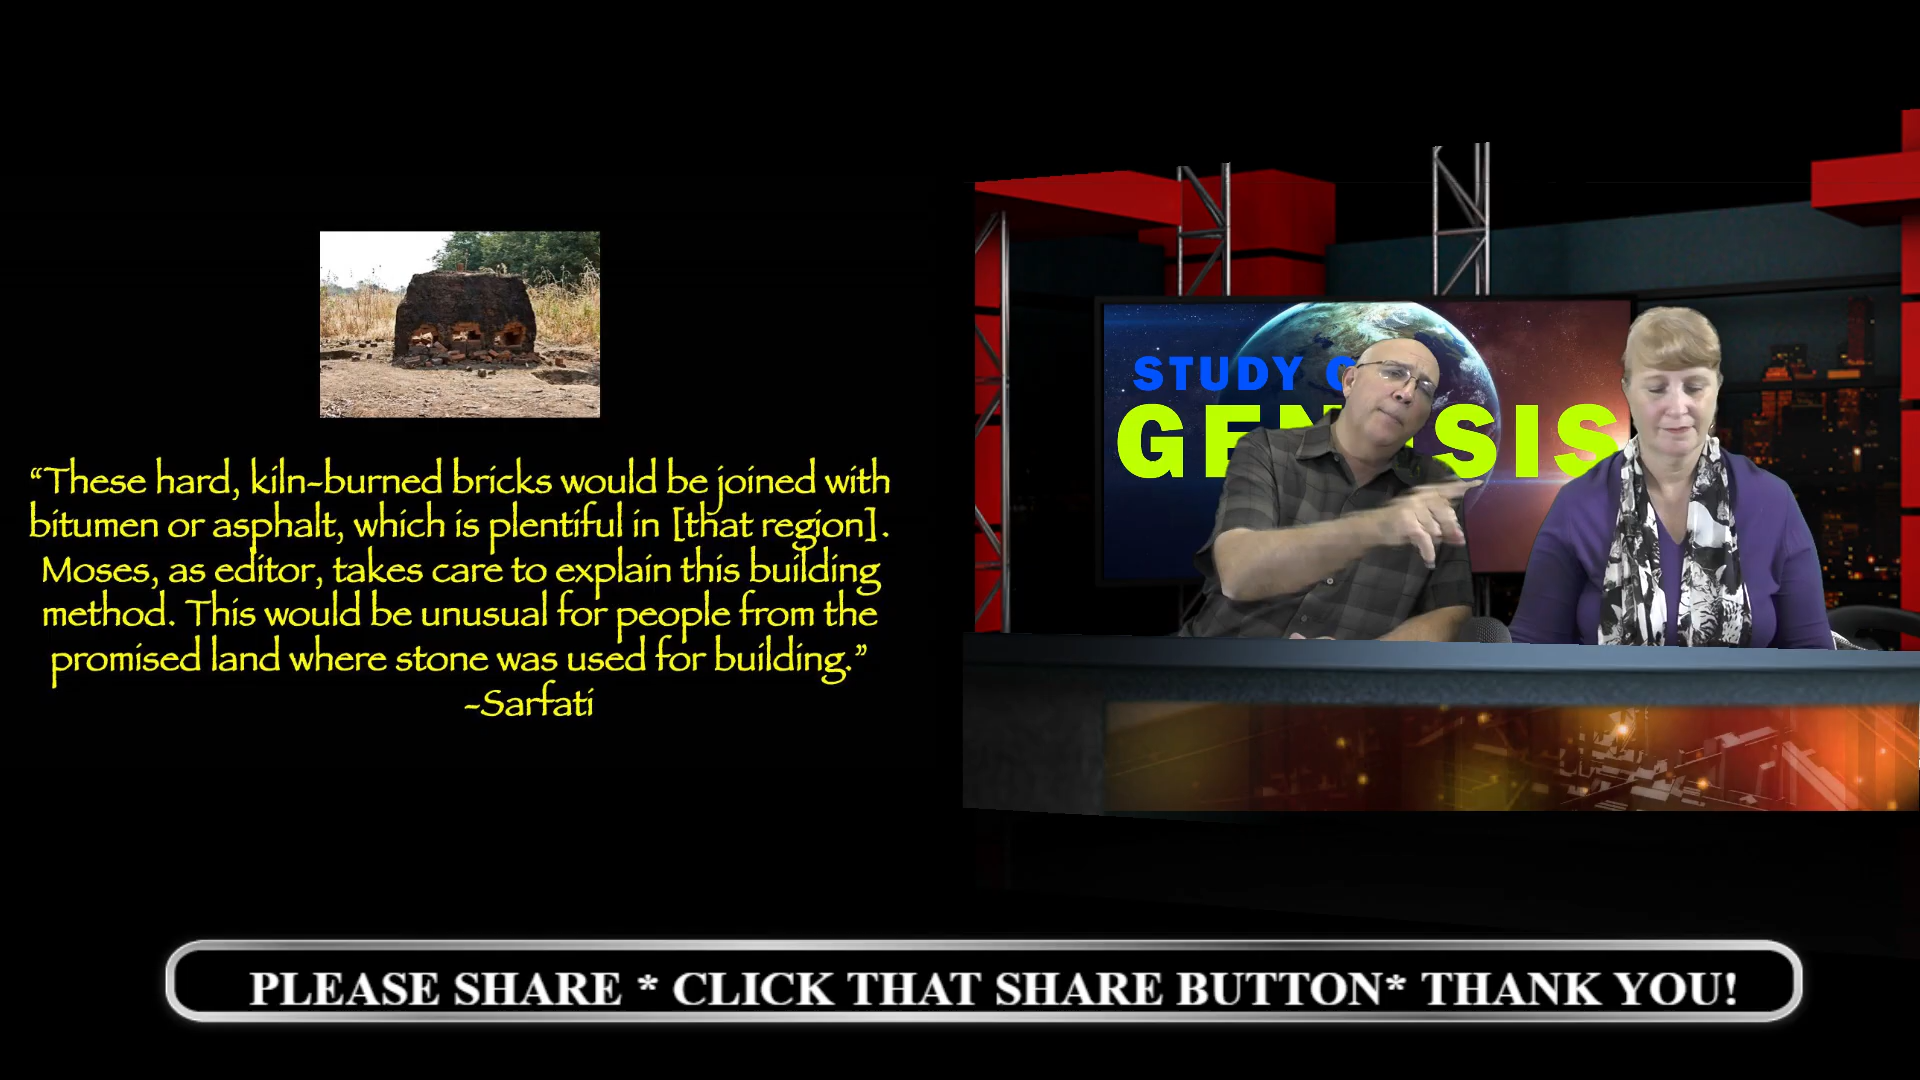 “These hard, kiln-burned bricks would be joined with
bitumen or asphalt, which is plentiful in [that region].
Moses, as editor, takes care to explain this building
method. This would be unusual for people from the
promised land where stone was used for building.”
-Sarfati
STUDY
GENESIS
PLEASE SHARE * CLICK THAT SHARE BUTTON* THANK YOU!